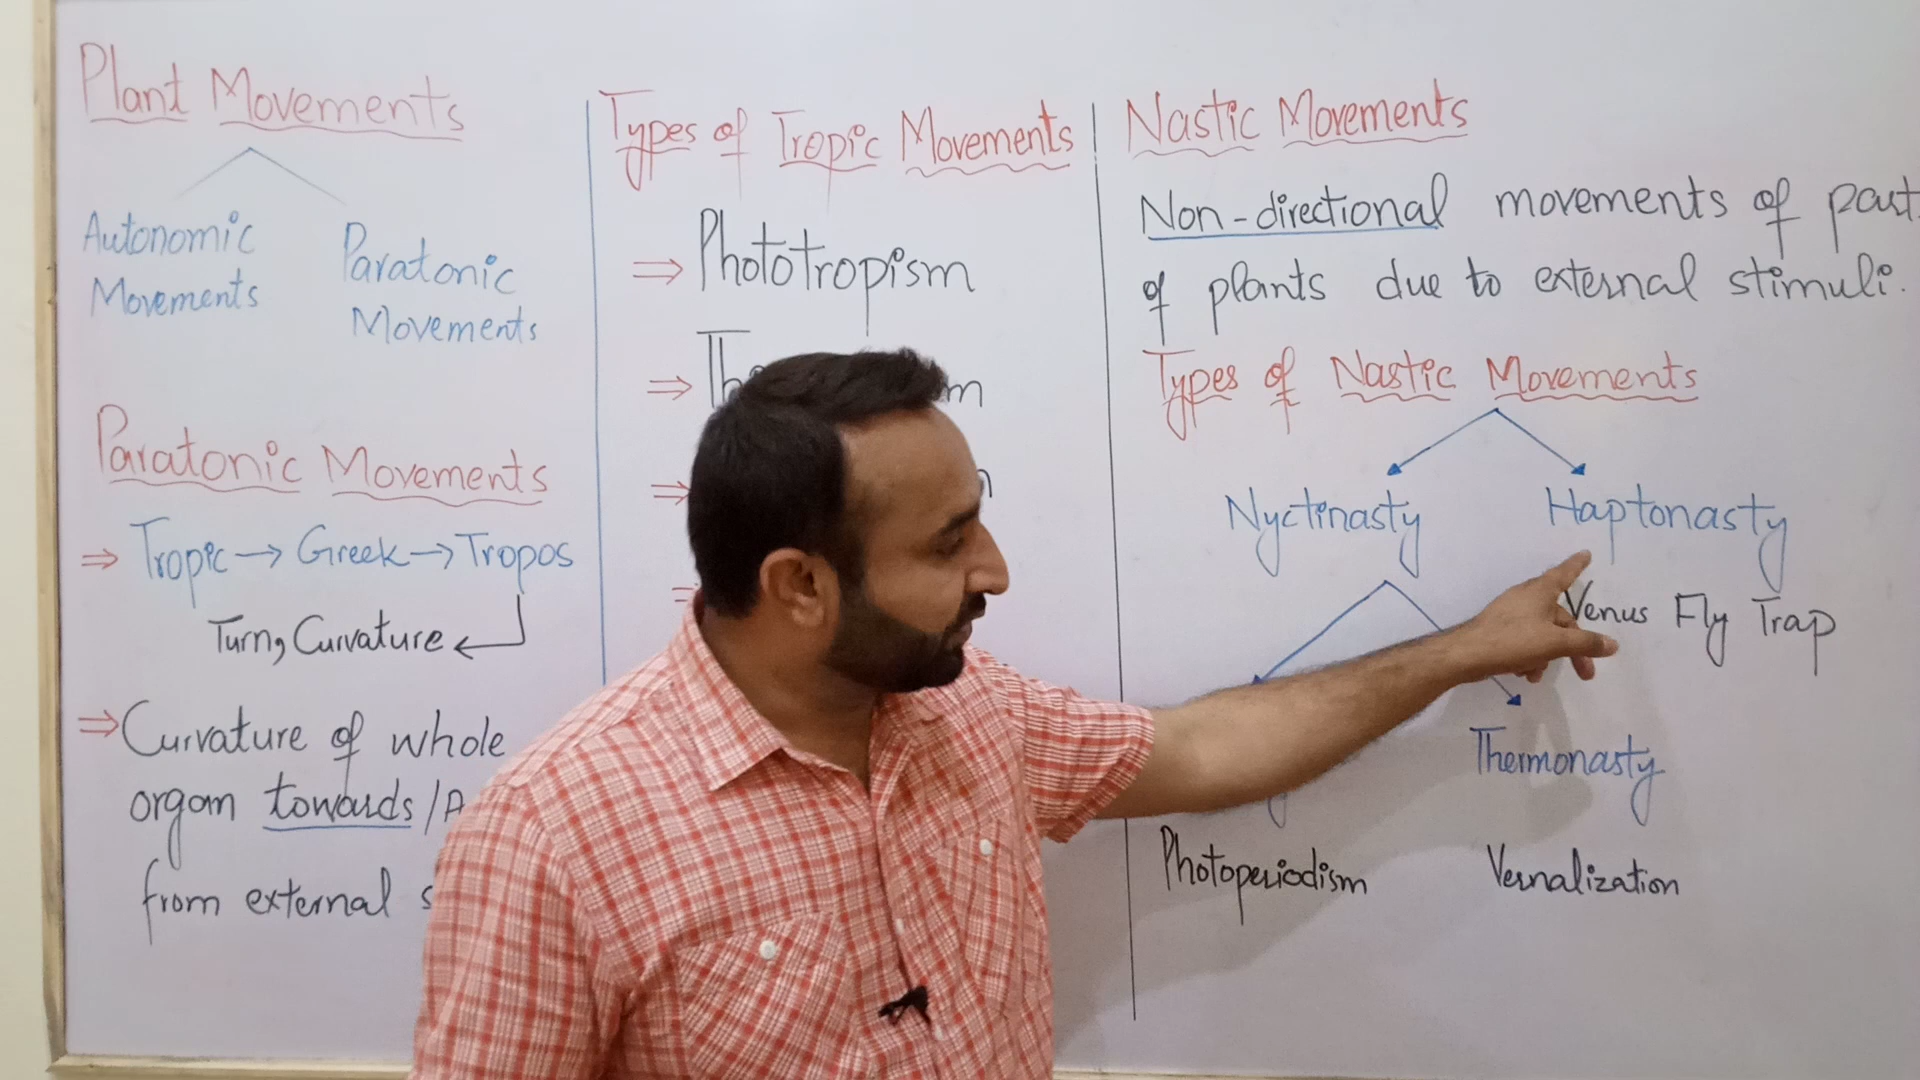 Plant Movements
Autonomic
Movements
Paratonic
Movements
Paratonic Movements
⇒ Tropic → Greek → Tropos
Turn, Curvature ←
⇒ Curvature of whole
organ towards /A
from external s
Types of Tropic Movements
⇒ Phototropism
⇒
⇒
Nastic Movements
Non-directional movements of part
of plants due to external stimuli.
Types of Nastic Movements
Nyctinasty
Haptonasty
Venus Fly Trap
Thermonasty
Photoperiodism
Vernalization